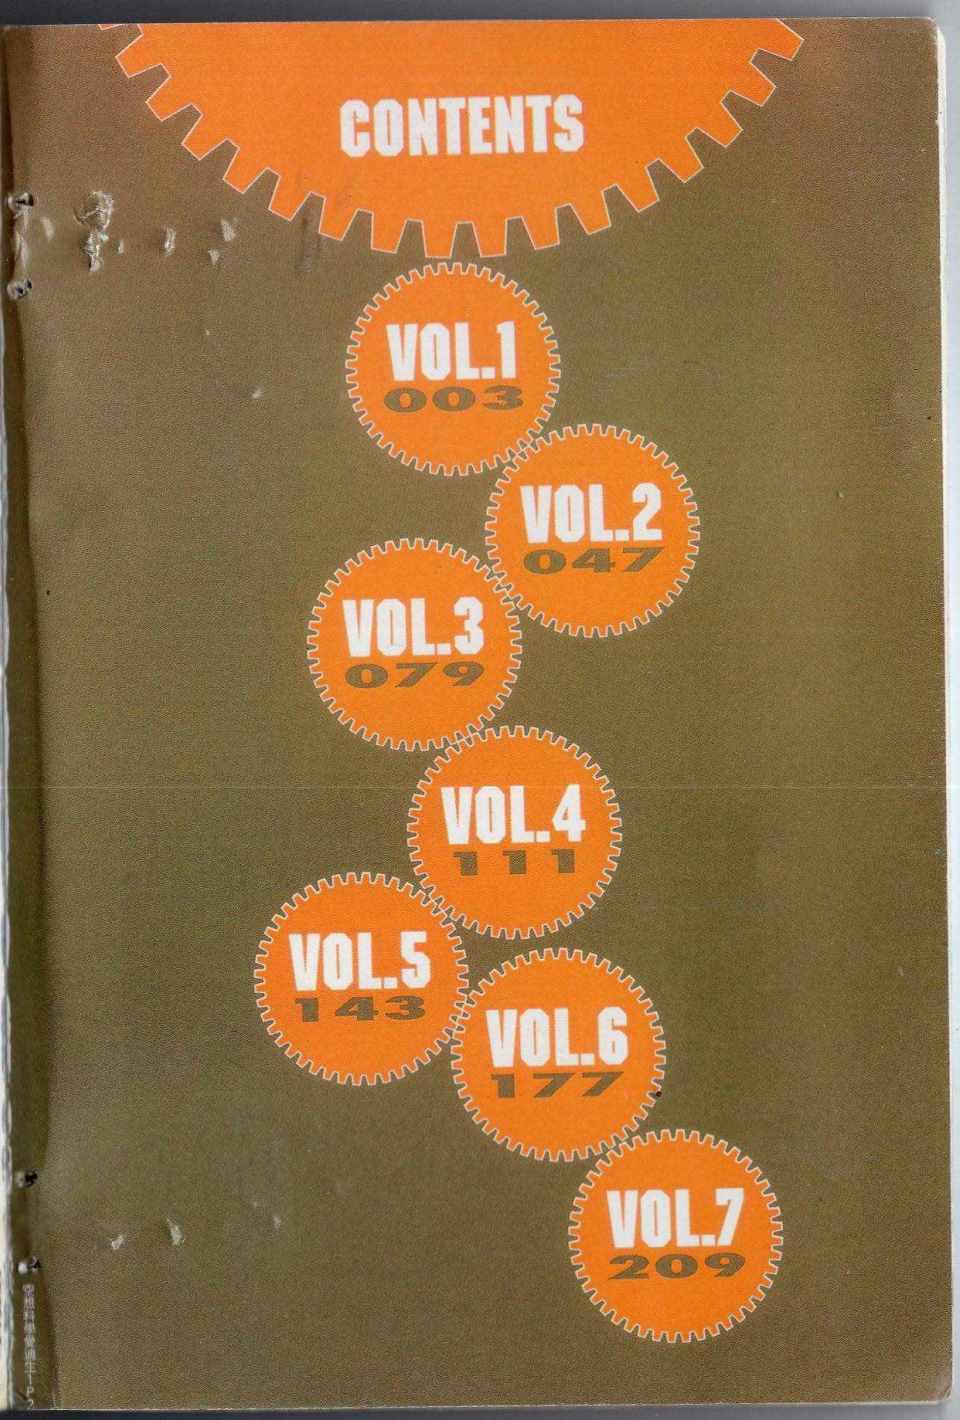 CONTENTS
VOL.1
003
VOL.2
047
VOL.3
079
VOL.4
111
VOL.5
143
VOL.6
177
VOL.7
209